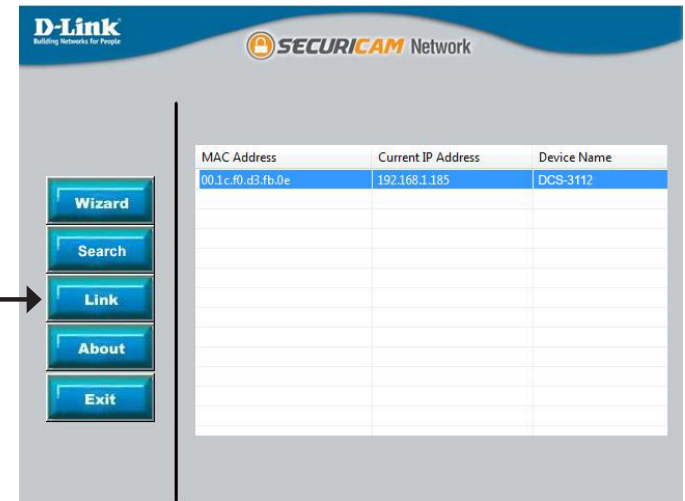 D-Link
Building Networks for People
SECURICAM Network
MAC Address Current IP Address Device Name
00.1c.f0.d3.fb.0e 192.168.1.185 DCS-3112
Wizard
Search
Link
About
Exit